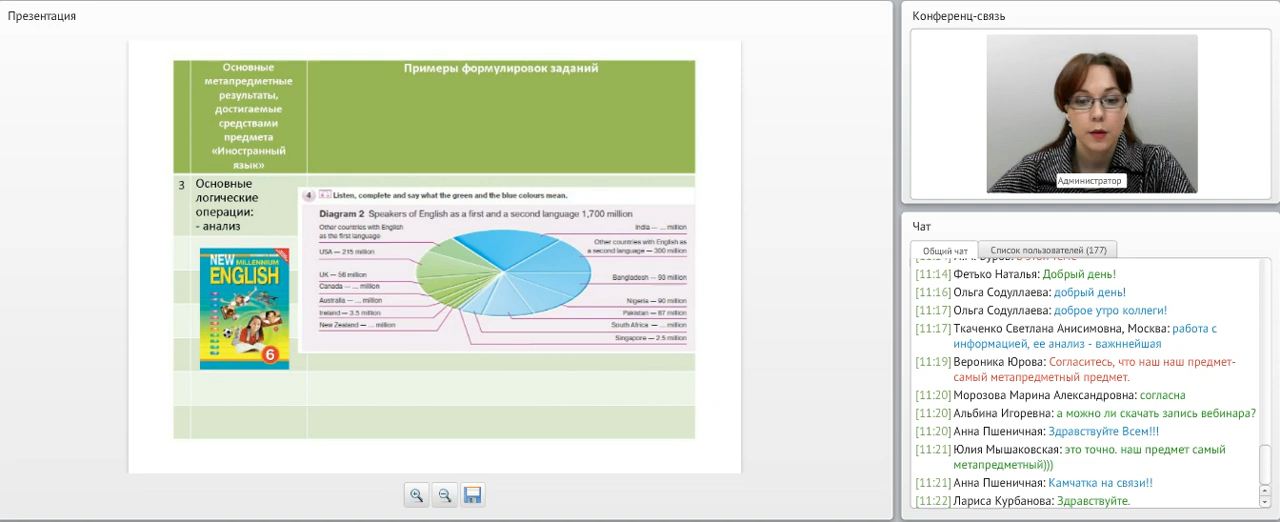 Презентация
Основные
метапредметные
результаты,
достигаемые
средствами
предмета
«Иностранный
язык»
Примеры формулировок заданий
3
Основные
логические
операции:
- анализ
NEW MILLENNIUM
ENGLISH
6
4 Listen, complete and say what the green and the blue colours mean.
Diagram 2 Speakers of English as a first and a second language 1,700 million
Other countries with English
as the first language
USA — 215 million
UK — 56 million
Canada — ... million
Australia — ... million
Ireland — 3.5 million
New Zealand — ... million
India — ... million
Other countries with English as
a second language — 300 million
Bangladesh — 93 million
Nigeria — 90 million
Pakistan — 87 million
South Africa — ... million
Singapore — 2.5 million
Конференц-связь
Администратор
Чат
Общий чат
Список пользователей (177)
[11:14] Фетько Наталья: Добрый день!
[11:16] Ольга Содуллаева: добрый день!
[11:17] Ольга Содуллаева: доброе утро коллеги!
[11:17] Ткаченко Светлана Анисимовна, Москва: работа с
информацией, ее анализ - важннейшая
[11:19] Вероника Юрова: Согласитесь, что наш наш предмет-
самый метапредметный предмет.
[11:20] Морозова Марина Александровна: согласна
[11:20] Альбина Игоревна: а можно ли скачать запись вебинара?
[11:20] Анна Пшеничная: Здравствуйте Всем!!!
[11:21] Юлия Мышаковская: это точно. наш предмет самый
метапредметный)))
[11:21] Анна Пшеничная: Камчатка на связи!!
[11:22] Лариса Курбанова: Здравствуйте.